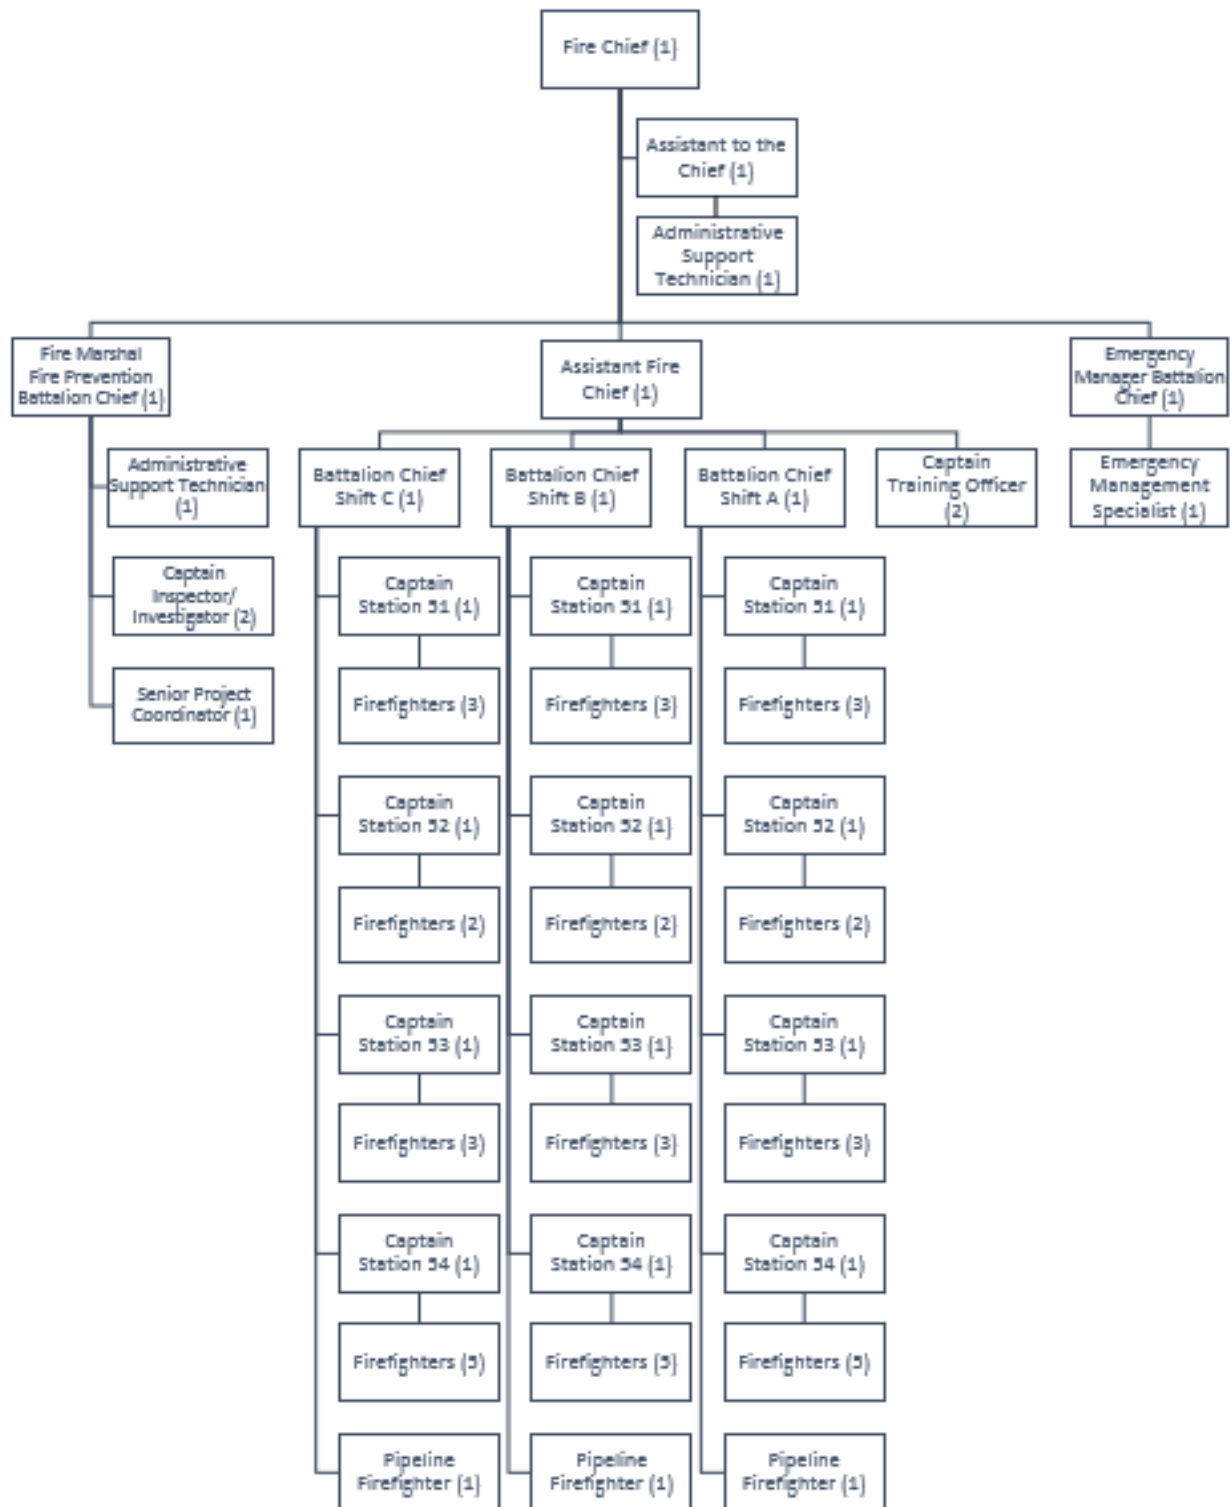 Fire Chief (1)
Assistant to the
Chief (1)
Administrative
Support
Technician (1)
Fire Marshal
Fire Prevention
Battalion Chief (1)
Assistant Fire
Chief (1)
Emergency
Manager Battalion
Chief (1)
Administrative
Support Technician
(1)
Battalion Chief
Shift C (1)
Battalion Chief
Shift B (1)
Battalion Chief
Shift A (1)
Captain
Training Officer
(2)
Emergency
Management
Specialist (1)
Captain
Inspector/
Investigator (2)
Captain
Station 51 (1)
Captain
Station 51 (1)
Captain
Station 51 (1)
Senior Project
Coordinator (1)
Firefighters (3)
Firefighters (3)
Firefighters (3)
Captain
Station 52 (1)
Captain
Station 52 (1)
Captain
Station 52 (1)
Firefighters (2)
Firefighters (2)
Firefighters (2)
Captain
Station 53 (1)
Captain
Station 53 (1)
Captain
Station 53 (1)
Firefighters (3)
Firefighters (3)
Firefighters (3)
Captain
Station 54 (1)
Captain
Station 54 (1)
Captain
Station 54 (1)
Firefighters (5)
Firefighters (5)
Firefighters (5)
Pipeline
Firefighter (1)
Pipeline
Firefighter (1)
Pipeline
Firefighter (1)